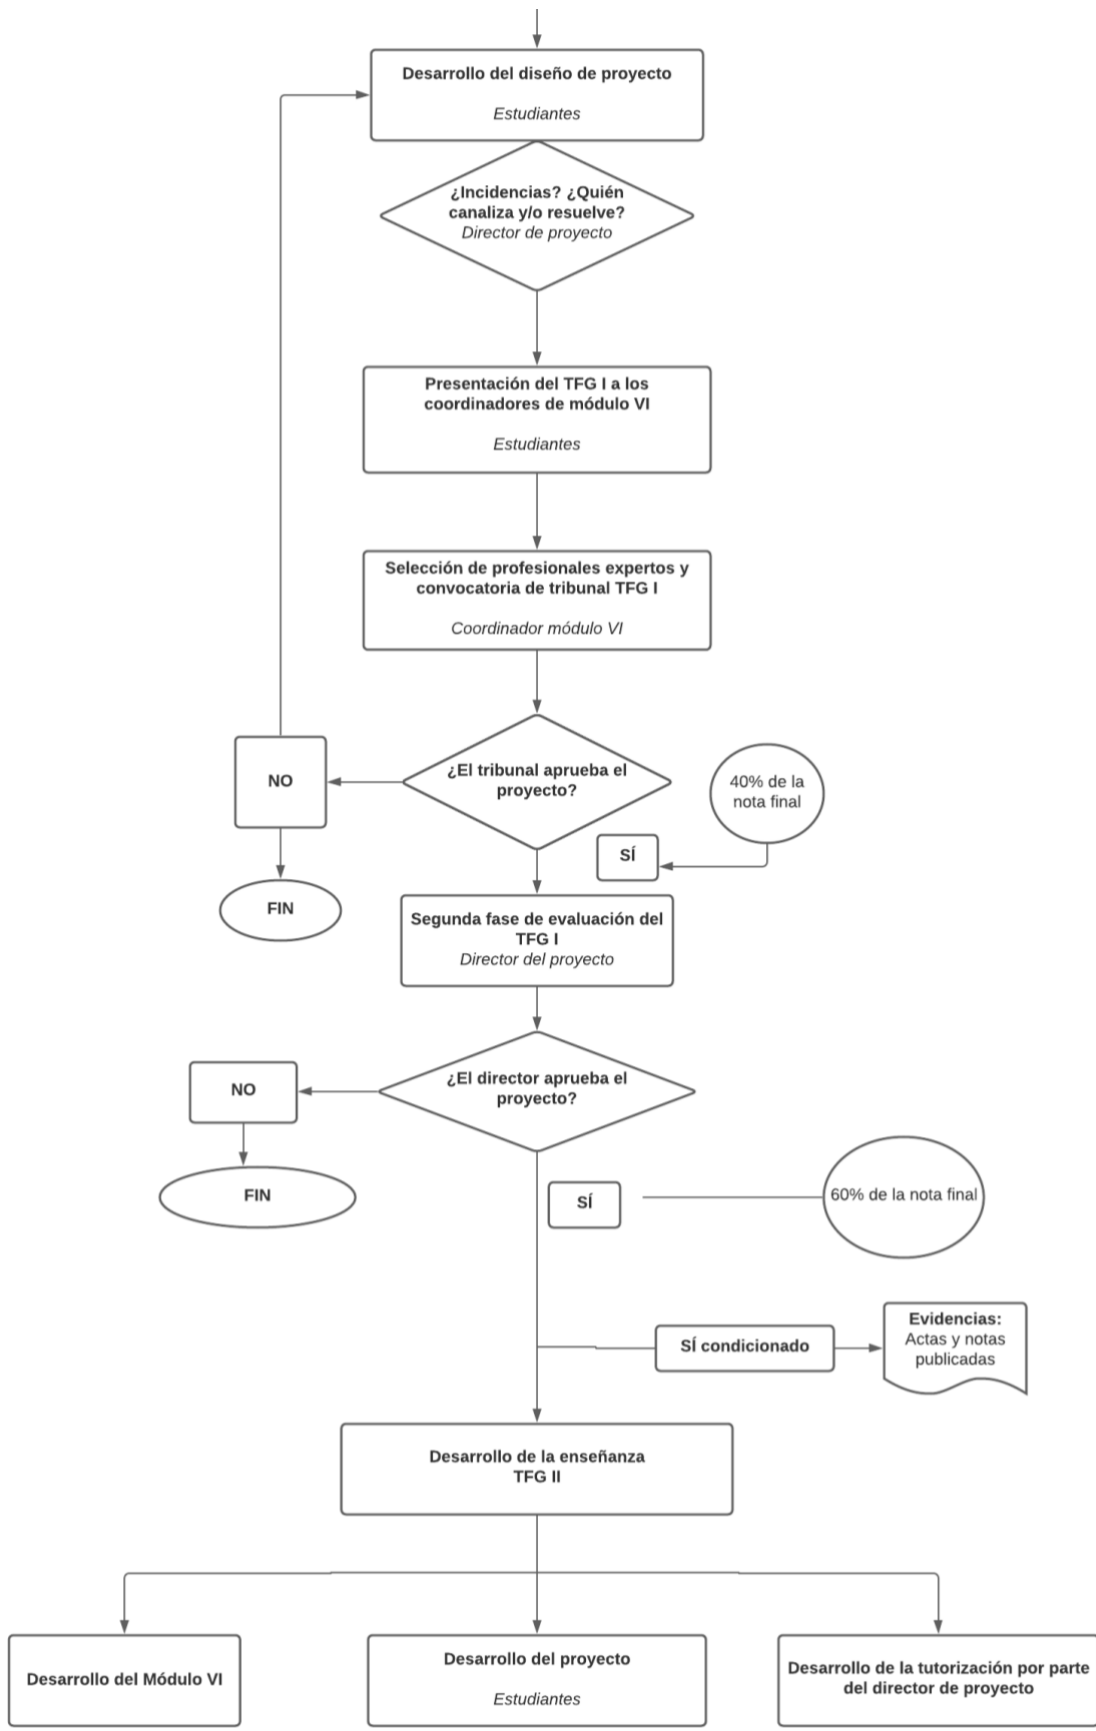 Desarrollo del diseño de proyecto
Estudiantes
¿Incidencias? ¿Quién
canaliza y/o resuelve?
Director de proyecto
Presentación del TFG I a los
coordinadores de módulo VI
Estudiantes
Selección de profesionales expertos y
convocatoria de tribunal TFG I
Coordinador módulo VI
¿El tribunal aprueba el
proyecto?
NO
40% de la
nota final
SÍ
FIN
Segunda fase de evaluación del
TFG I
Director del proyecto
¿El director aprueba el
proyecto?
NO
FIN
SÍ
60% de la nota final
SÍ condicionado
Evidencias:
Actas y notas
publicadas
Desarrollo de la enseñanza
TFG II
Desarrollo del Módulo VI
Desarrollo del proyecto
Estudiantes
Desarrollo de la tutorización por parte
del director de proyecto